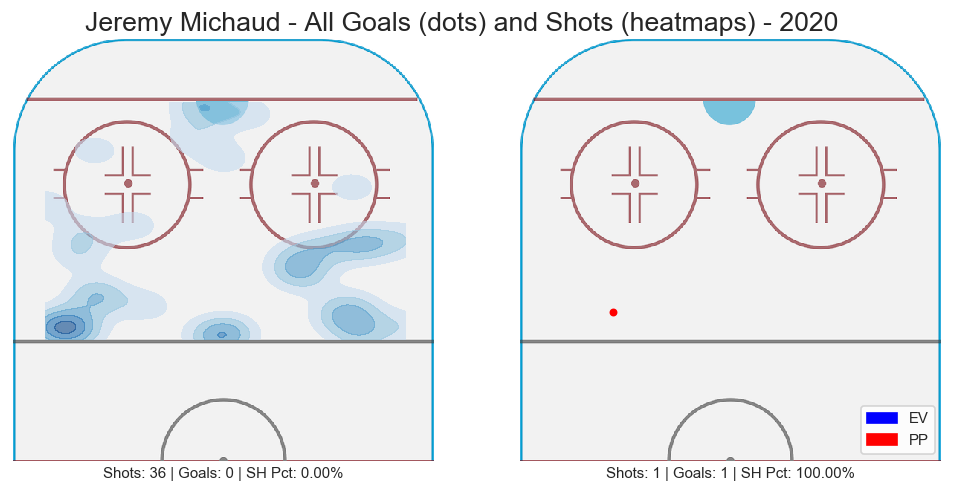 Jeremy Michaud - All Goals (dots) and Shots (heatmaps) - 2020
EV
PP
Shots: 36 | Goals: 0 | SH Pct: 0.00%
Shots: 1 | Goals: 1 | SH Pct: 100.00%